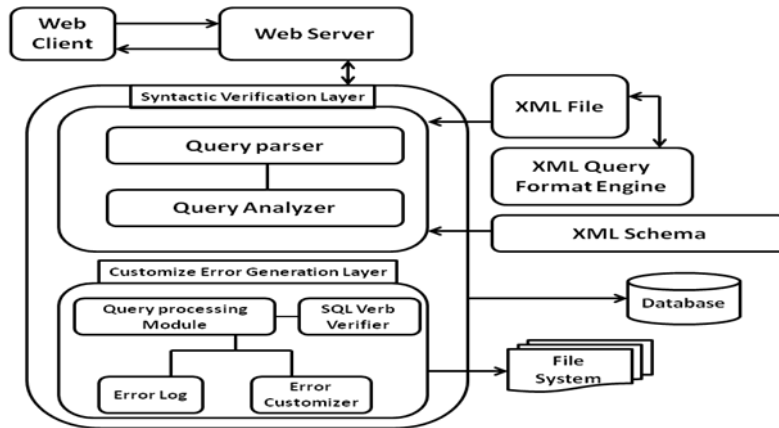 Web
Client
Web Server
Syntactic Verification Layer
Query parser
Query Analyzer
XML File
XML Query
Format Engine
XML Schema
Customize Error Generation Layer
Query processing
Module
SQL Verb
Verifier
Error Log
Error
Customizer
Database
File
System